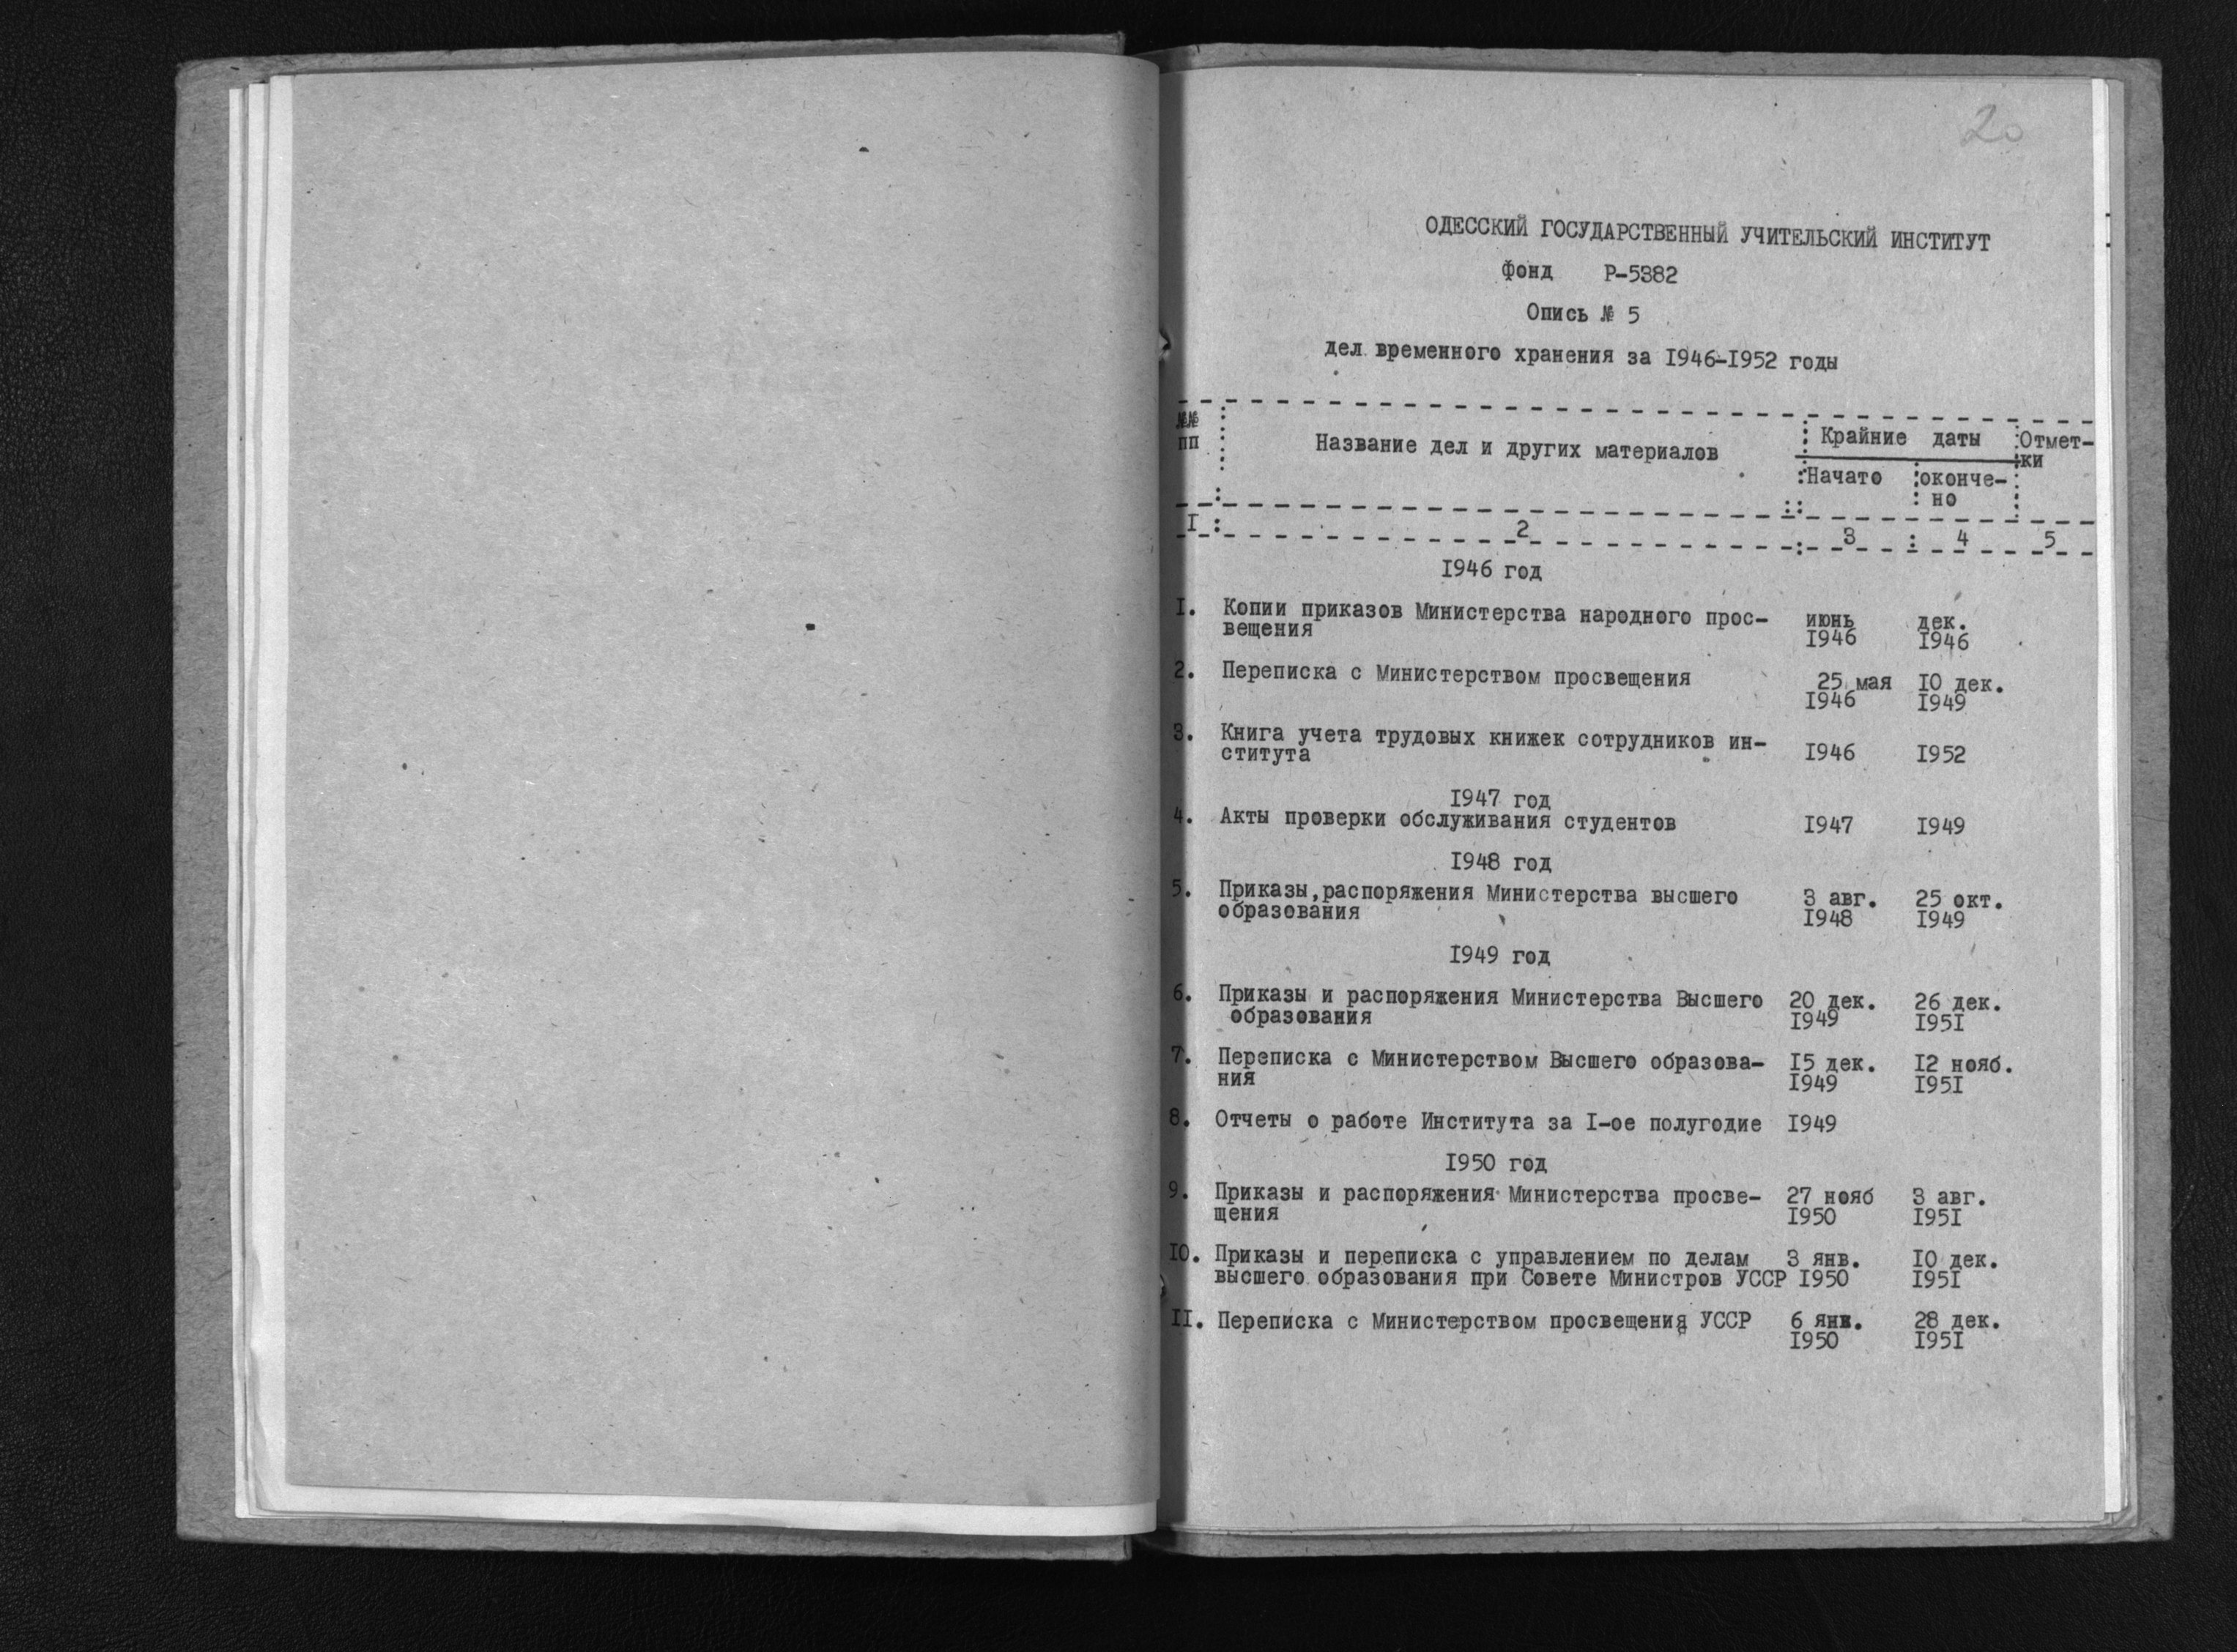 20
ОДЕССКИЙ ГОСУДАРСТВЕННЫЙ УЧИТЕЛЬСКИЙ ИНСТИТУТ
Фонд Р-5382
Опись № 5
дел временного хранения за 1946-1952 годы
№№ пп Название дел и других материалов Крайние даты Отмет-
ки
Начато оконче-
но
I 2 3 4 5
1946 год
1. Копии приказов Министерства народного прос- июнь дек.
вещения 1946 1946
2. Переписка с Министерством просвещения 25 мая 10 дек.
1946 1949
3. Книга учета трудовых книжек сотрудников ин-
ститута 1946 1952
1947 год
4. Акты проверки обслуживания студентов 1947 1949
1948 год
5. Приказы,распоряжения Министерства высшего 3 авг. 25 окт.
образования 1948 1949
1949 год
6. Приказы и распоряжения Министерства Высшего 20 дек. 26 дек.
образования 1949 1951
7. Переписка с Министерством Высшего образова- 15 дек. 12 нояб.
ния 1949 1951
8. Отчеты о работе Института за I-ое полугодие 1949
1950 год
9. Приказы и распоряжения Министерства просве- 27 нояб 3 авг.
щения 1950 1951
10. Приказы и переписка с управлением по делам 3 янв. 10 дек.
высшего образования при Совете Министров УССР 1950 1951
11. Переписка с Министерством просвещения УССР 6 янв. 28 дек.
1950 1951